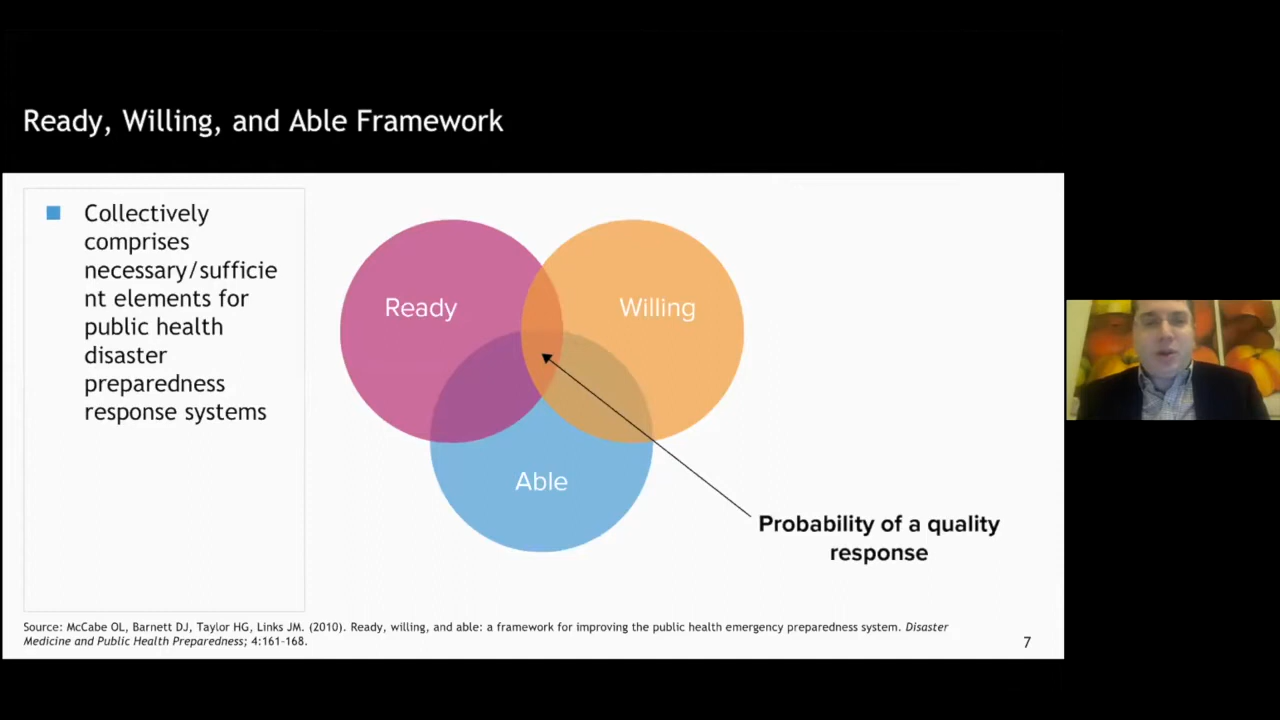 Ready, Willing, and Able Framework
Collectively
comprises
necessary/sufficie
nt elements for
public health
disaster
preparedness
response systems
Ready
Willing
Able
Probability of a quality
response
Source: McCabe OL, Barnett DJ, Taylor HG, Links JM. (2010). Ready, willing, and able: a framework for improving the public health emergency preparedness system. Disaster
Medicine and Public Health Preparedness; 4:161-168.
7